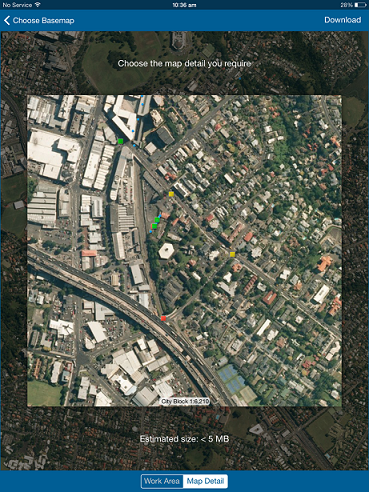 No Service 10:36 am 28%
Choose Basemap Download
Choose the map detail you require
City Block 1:6,210
Estimated size: < 5 MB
Work Area Map Detail